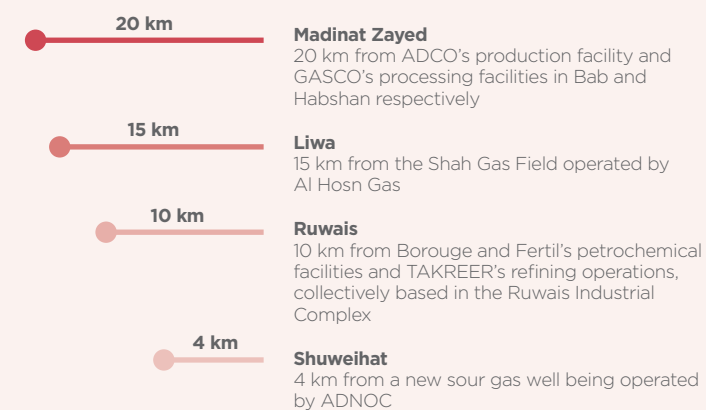 20 km
Madinat Zayed
20 km from ADCO’s production facility and
GASCO’s processing facilities in Bab and
Habshan respectively
15 km
Liwa
15 km from the Shah Gas Field operated by
Al Hosn Gas
10 km
Ruwais
10 km from Borouge and Fertil’s petrochemical
facilities and TAKREER’s refining operations,
collectively based in the Ruwais Industrial
Complex
4 km
Shuweihat
4 km from a new sour gas well being operated
by ADNOC